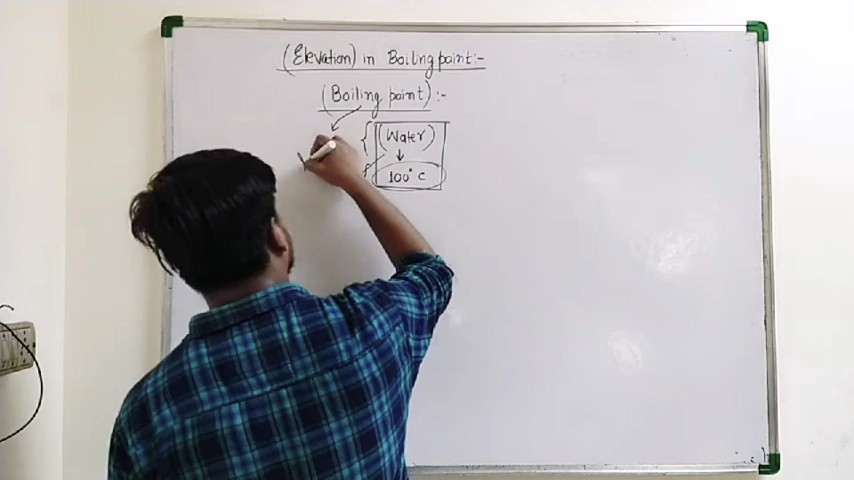 (Elevation) in Boiling point :-
(Boiling point) :-
(Water)
100° c